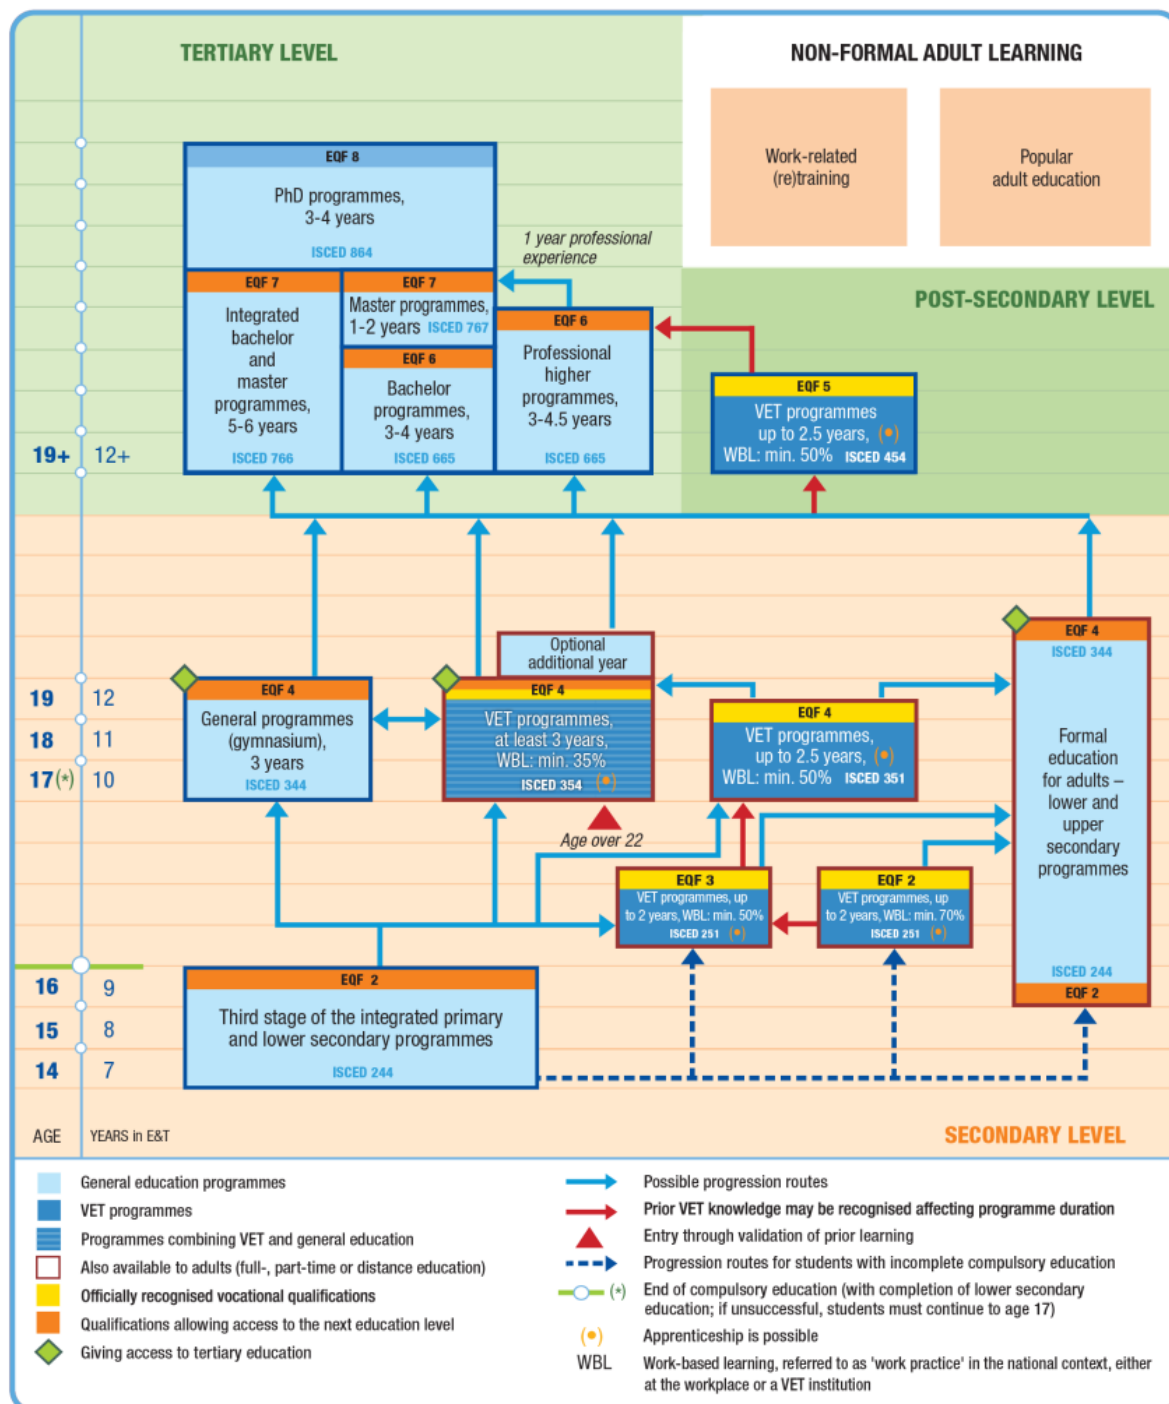 TERTIARY LEVEL
NON-FORMAL ADULT LEARNING
Work-related
(re)training
Popular
adult education
EQF 8
PhD programmes,
3-4 years
ISCED 864
1 year professional
experience
POST-SECONDARY LEVEL
EQF 7
Integrated
bachelor
and
master
programmes,
5-6 years
ISCED 766
EQF 7
Master programmes,
1-2 years ISCED 767
EQF 6
Bachelor
programmes,
3-4 years
ISCED 665
EQF 6
Professional
higher
programmes,
3-4.5 years
ISCED 665
EQF 5
VET programmes
up to 2.5 years, (•)
WBL: min. 50% ISCED 454
19+ 12+
Optional
additional year
EQF 4
ISCED 344
Formal
education
for adults –
lower and
upper
secondary
programmes
ISCED 244
EQF 2
19 12
18 11
17(*) 10
EQF 4
General programmes
(gymnasium),
3 years
ISCED 344
EQF 4
VET programmes,
at least 3 years,
WBL: min. 35%
ISCED 354 (•)
EQF 4
VET programmes,
up to 2.5 years, (•)
WBL: min. 50% ISCED 351
Age over 22
EQF 3
VET programmes, up
to 2 years, WBL: min. 50%
ISCED 251 (•)
EQF 2
VET programmes, up
to 2 years, WBL: min. 70%
ISCED 251 (•)
16 9
15 8
14 7
EQF 2
Third stage of the integrated primary
and lower secondary programmes
ISCED 244
AGE YEARS in E&T
SECONDARY LEVEL
General education programmes
VET programmes
Programmes combining VET and general education
Also available to adults (full-, part-time or distance education)
Officially recognised vocational qualifications
Qualifications allowing access to the next education level
Giving access to tertiary education
Possible progression routes
Prior VET knowledge may be recognised affecting programme duration
Entry through validation of prior learning
Progression routes for students with incomplete compulsory education
(*) End of compulsory education (with completion of lower secondary
education; if unsuccessful, students must continue to age 17)
(•) Apprenticeship is possible
WBL Work-based learning, referred to as 'work practice' in the national context, either
at the workplace or a VET institution